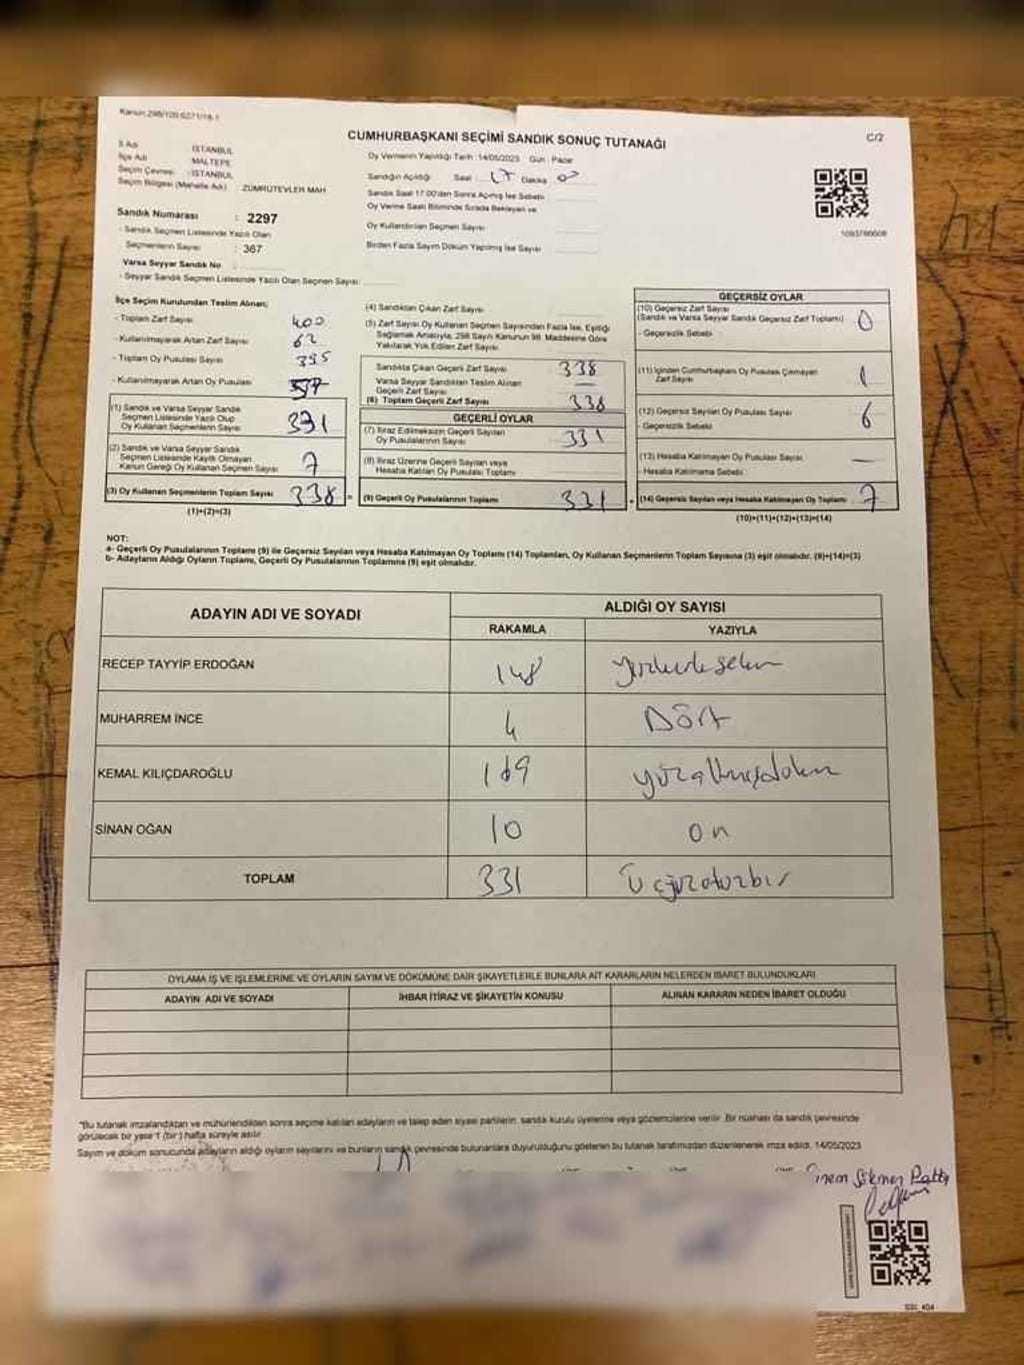 Kanun:298/105,6271/18-1
CUMHURBAŞKANI SEÇİMİ SANDIK SONUÇ TUTANAĞI
C/2
İl Adı : İSTANBUL
İlçe Adı : MALTEPE
Seçim Çevresi : İSTANBUL
Seçim Bölgesi (Mahalle Adı) : ZÜMRÜTEVLER MAH
Sandık Numarası : 2297
- Sandık Seçmen Listesinde Yazılı Olan
Seçmenlerin Sayısı : 367
Varsa Seyyar Sandık No :
- Seyyar Sandık Seçmen Listesinde Yazılı Olan Seçmen Sayısı:
Oy Vermenin Yapıldığı Tarih :14/05/2023 Gün : Pazar
Sandığın Açıldığı Saat : 17 Dakika
Sandık Saat 17:00'den Sonra Açılmış İse Sebebi
Oy Verme Saati Bitiminde Sırada Bekleyen ve
Oy Kullandırılan Seçmen Sayısı
Birden Fazla Sayım Döküm Yapılmış İse Sayısı
İlçe Seçim Kurulundan Teslim Alınan;
- Toplam Zarf Sayısı 400
- Kullanılmayarak Artan Zarf Sayısı 62
- Toplam Oy Pusulası Sayısı 395
- Kullanılmayarak Artan Oy Pusulası
(1) Sandık ve Varsa Seyyar Sandık
Seçmen Listesinde Yazılı Olup
Oy Kullanan Seçmenlerin Sayısı 331
(2) Sandık ve Varsa Seyyar Sandık
Seçmen Listesinde Kayıtlı Olmayan
Kanun Gereği Oy Kullanan Seçmen Sayısı 7
(3) Oy Kullanan Seçmenlerin Toplam Sayısı 338 =
(1)+(2)=(3)
(4) Sandıktan Çıkan Zarf Sayısı
(5) Zarf Sayısı Oy Kullanan Seçmen Sayısından Fazla İse, Eşitliği
Sağlamak Amacıyla, 298 Sayılı Kanunun 98. Maddesine Göre
Yakılarak Yok Edilen Zarf Sayısı
Sandıkta Çıkan Geçerli Zarf Sayısı 338
Varsa Seyyar Sandıktan Teslim Alınan
Geçerli Zarf Sayısı —
(6) Toplam Geçerli Zarf Sayısı 338
GEÇERLİ OYLAR
(7) İtiraz Edilmeksizin Geçerli Sayılan
Oy Pusulalarının Sayısı 331
(8) İtiraz Üzerine Geçerli Sayılan veya
Hesaba Katılan Oy Pusulası Toplamı
(9) Geçerli Oy Pusulalarının Toplamı 331 +
1093786608
GEÇERSİZ OYLAR
(10) Geçersiz Zarf Sayısı
(Sandık ve Varsa Seyyar Sandık Geçersiz Zarf Toplamı) 0
- Geçersizlik Sebebi
(11) İçinden Cumhurbaşkanı Oy Pusulası Çıkmayan
Zarf Sayısı 1
(12) Geçersiz Sayılan Oy Pusulası Sayısı 6
- Geçersizlik Sebebi
(13) Hesaba Katılmayan Oy Pusulası Sayısı —
- Hesaba Katılmama Sebebi
(14) Geçersiz Sayılan veya Hesaba Katılmayan Oy Toplamı 7
(10)+(11)+(12)+(13)=(14)
NOT:
a- Geçerli Oy Pusulalarının Toplamı (9) ile Geçersiz Sayılan veya Hesaba Katılmayan Oy Toplamı (14) Toplamları, Oy Kullanan Seçmenlerin Toplam Sayısına (3) eşit olmalıdır. (9)+(14)=(3)
b- Adayların Aldığı Oyların Toplamı, Geçerli Oy Pusulalarının Toplamına (9) eşit olmalıdır.
ADAYIN ADI VE SOYADI
ALDIĞI OY SAYISI
RAKAMLA YAZIYLA
RECEP TAYYİP ERDOĞAN 148 yüzkırksekiz
MUHARREM İNCE 4 Dört
KEMAL KILIÇDAROĞLU 169 yüzaltmışdokuz
SİNAN OĞAN 10 on
TOPLAM 331 Üçyüzotuzbir
OYLAMA İŞ VE İŞLEMLERİNE VE OYLARIN SAYIM VE DÖKÜMÜNE DAİR ŞİKAYETLERLE BUNLARA AİT KARARLARIN NELERDEN İBARET BULUNDUKLARI
ADAYIN ADI VE SOYADI İHBAR İTİRAZ VE ŞİKAYETİN KONUSU ALINAN KARARIN NEDEN İBARET OLDUĞU
"Bu tutanak imzalandıktan ve mühürlendikten sonra seçime katılan adayların ve talep eden siyasi partilerin sandık kurulu üyelerine veya gözlemcilerine verilir. Bir nüshası da sandık çevresinde
görülecek bir yere 1 (bir) hafta süreyle asılır.
Sayım ve döküm sonucunda adayların aldığı oyların sayılarını ve bunların sandık çevresinde bulunanlara duyurulduğunu gösteren bu tutanak tarafımızdan düzenlenerek imza edildi. 14/05/2023